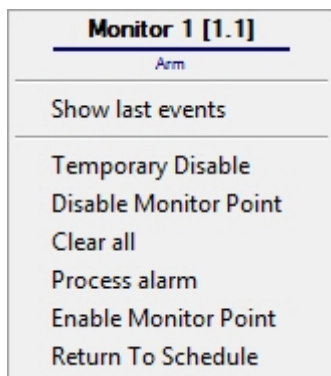 Monitor 1 [1.1]
Arm
Show last events
Temporary Disable
Disable Monitor Point
Clear all
Process alarm
Enable Monitor Point
Return To Schedule